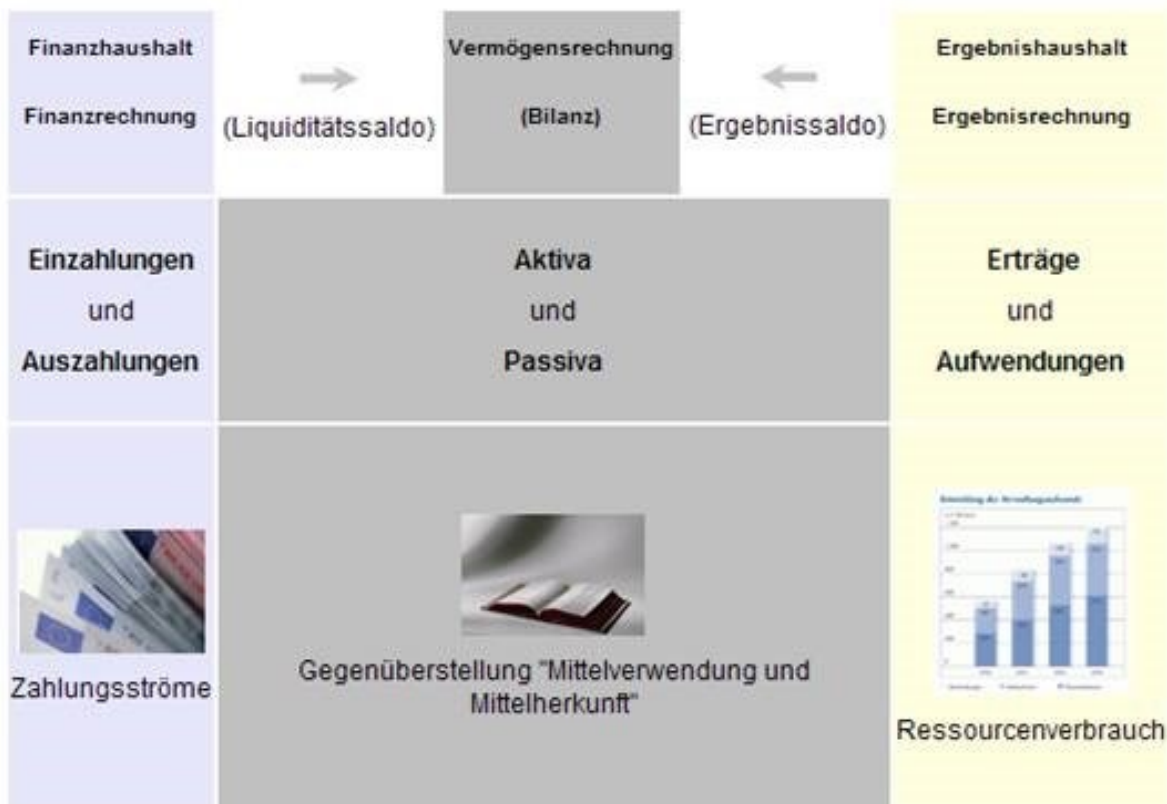 Finanzhaushalt
Finanzrechnung
(Liquiditätssaldo)
Vermögensrechnung
(Bilanz)
(Ergebnissaldo)
Ergebnishaushalt
Ergebnisrechnung
Einzahlungen
und
Auszahlungen
Aktiva
und
Passiva
Erträge
und
Aufwendungen
Zahlungsströme
Gegenüberstellung "Mittelverwendung und
Mittelherkunft"
Ressourcenverbrauch